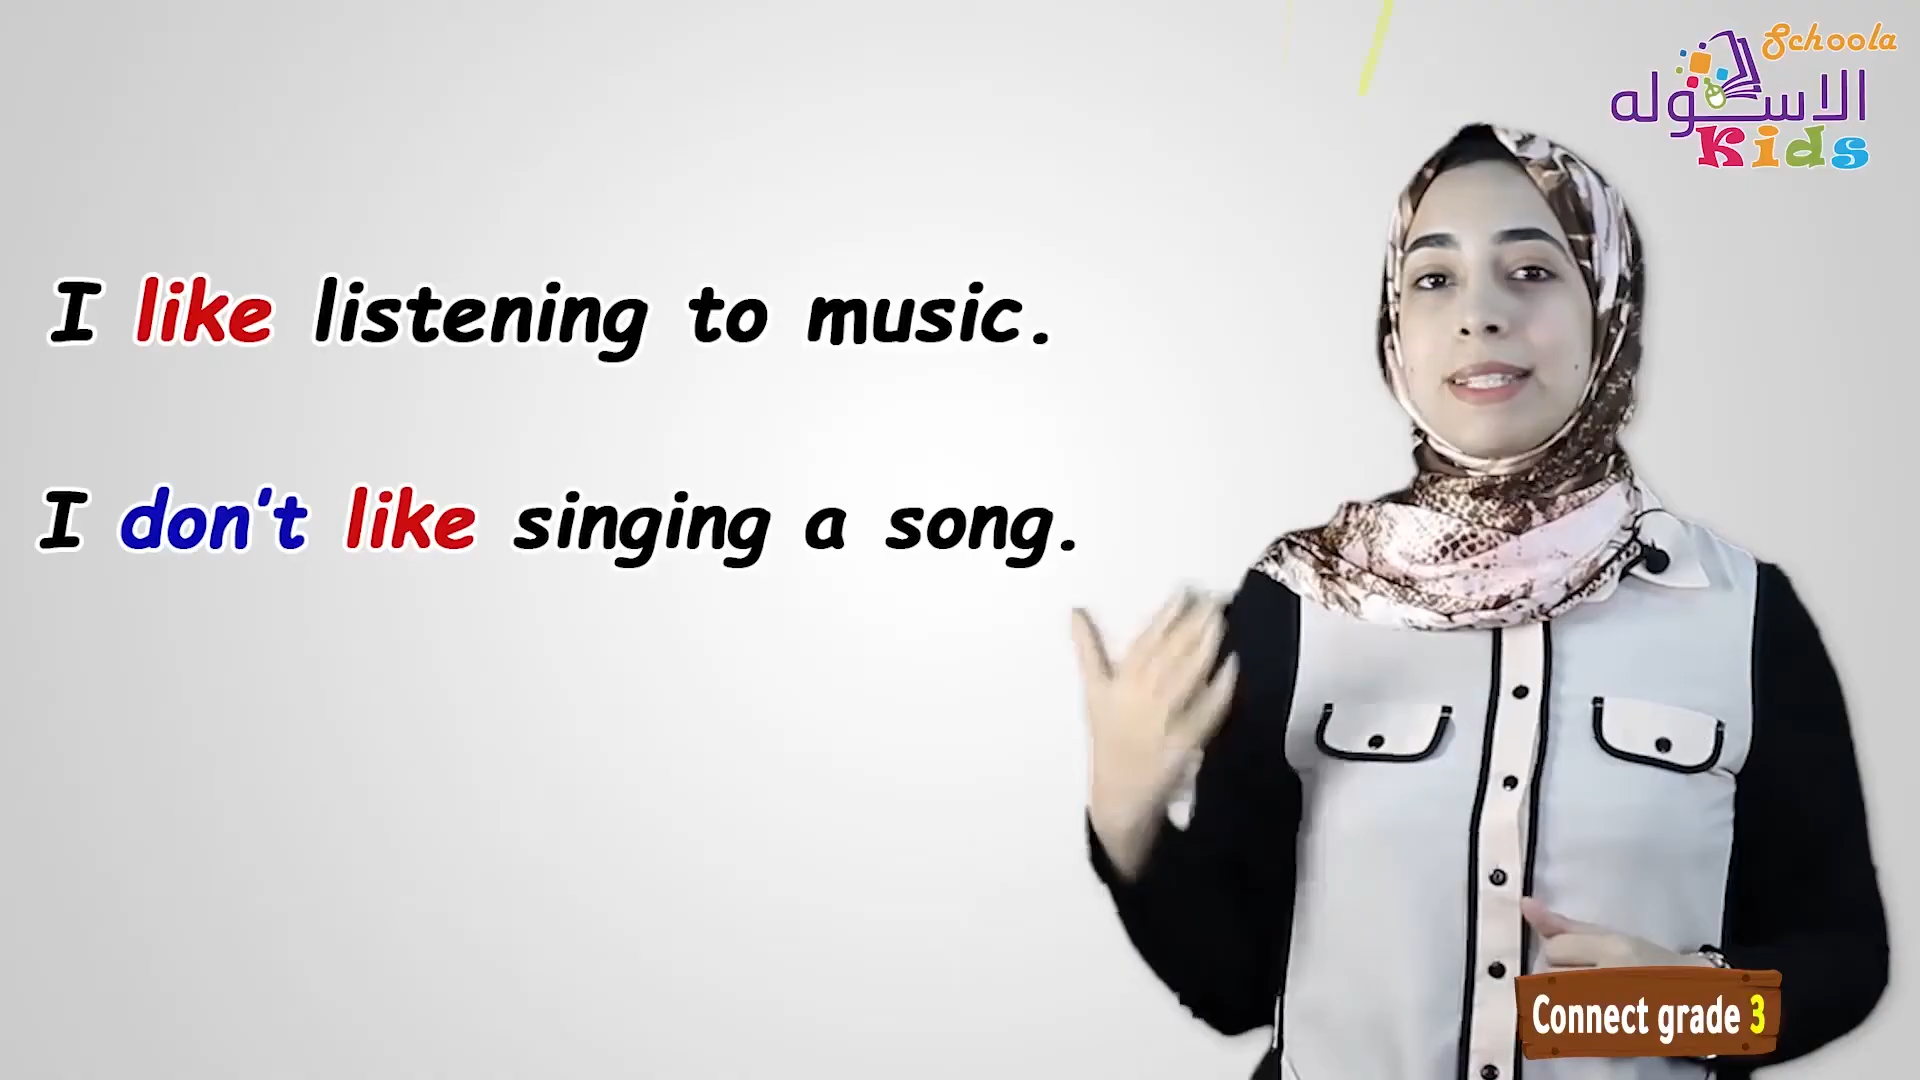 Schoola
الاسكوله
Kids
I like listening to music.
I don't like singing a song.
Connect grade 3